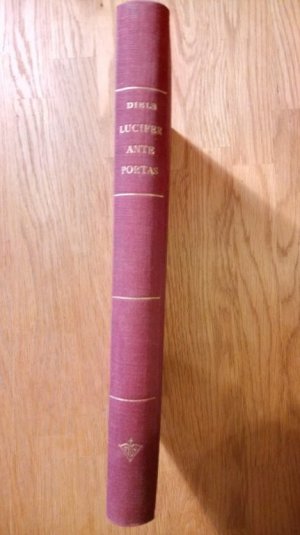 DIELS
LUCIFER
ANTE
PORTAS